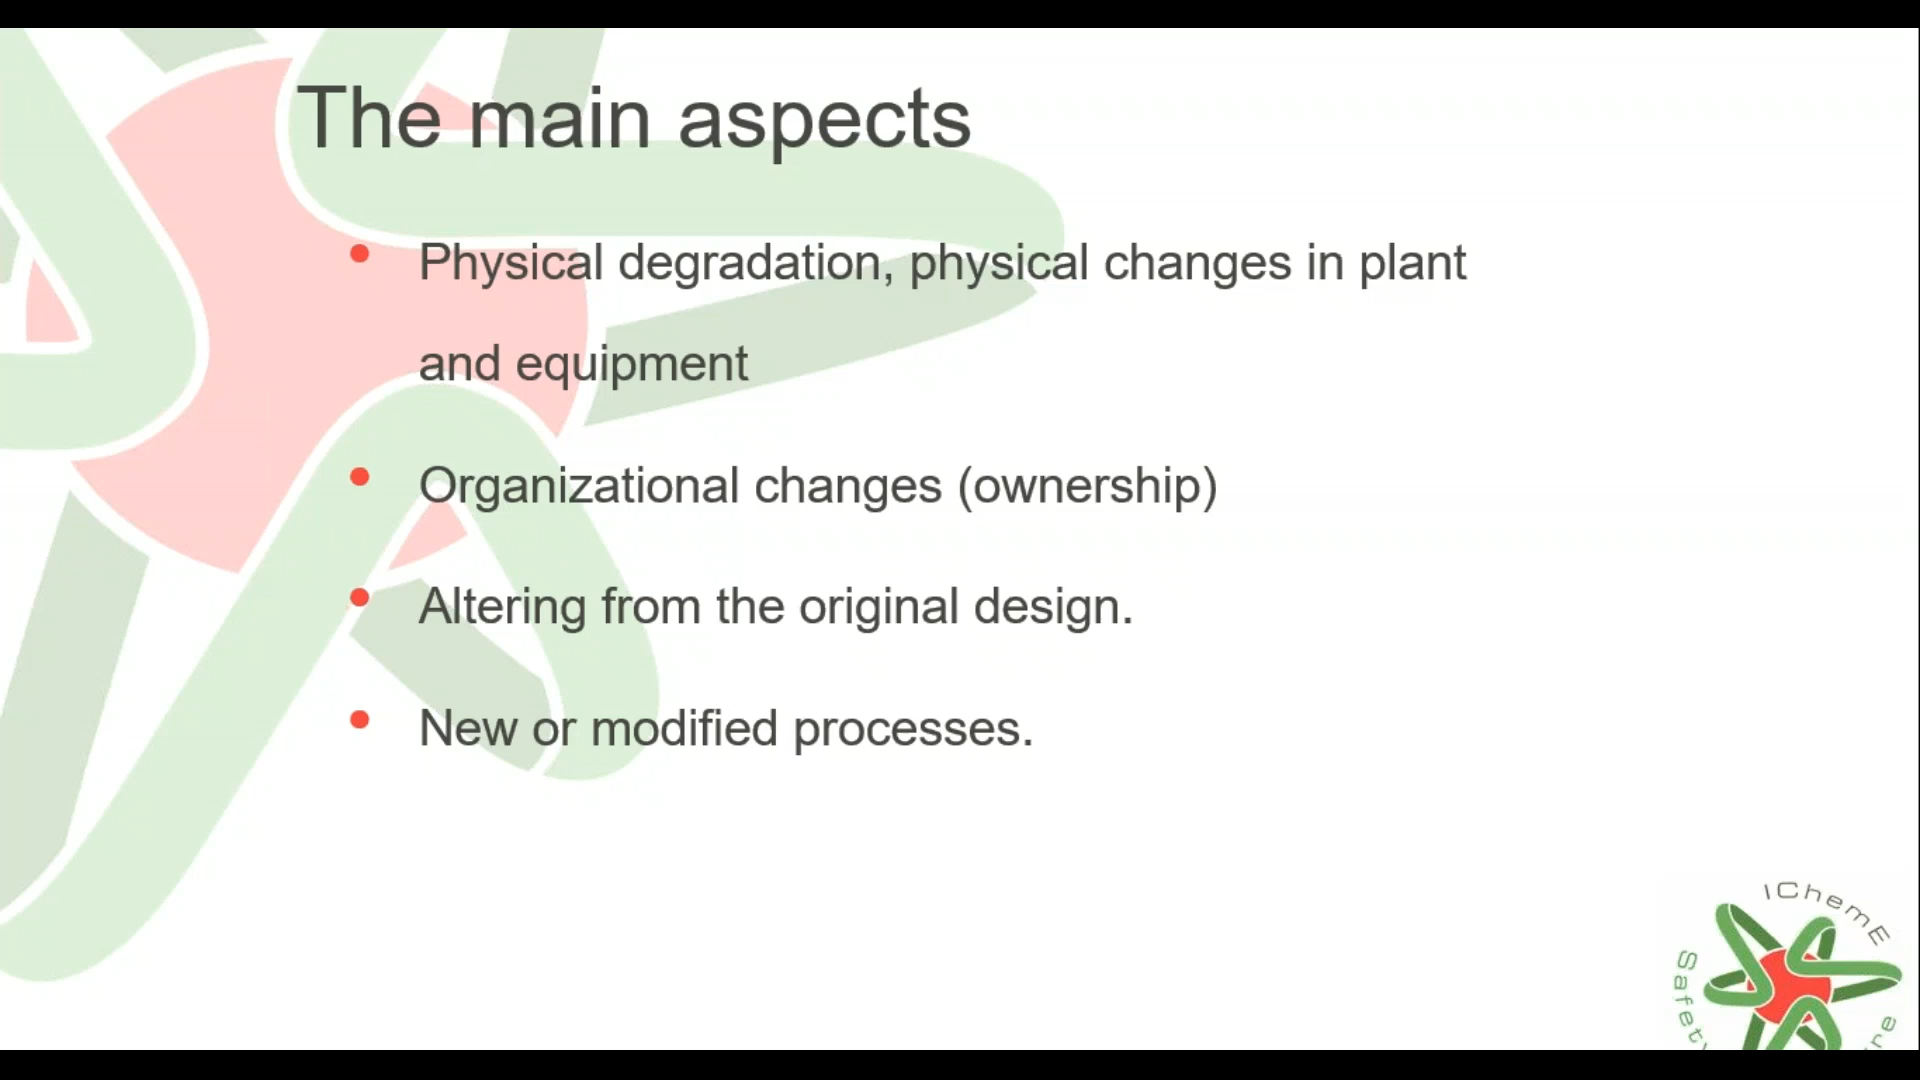 The main aspects
Physical degradation, physical changes in plant
and equipment
Organizational changes (ownership)
Altering from the original design.
New or modified processes.
IChemE
Safety